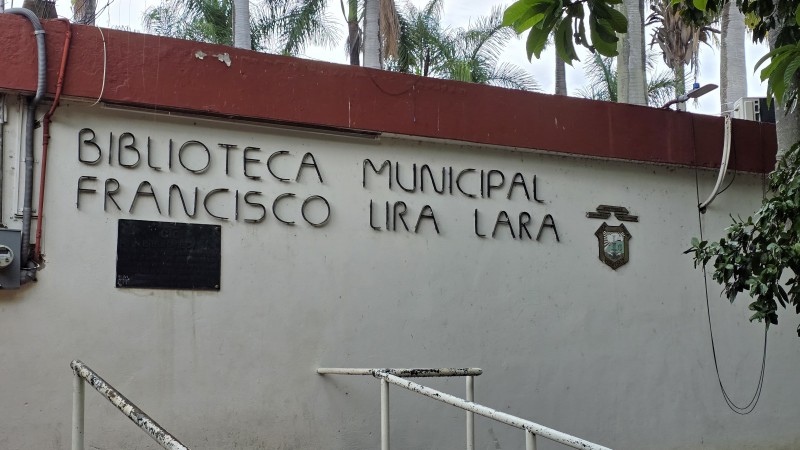 BIBLIOTECA MUNICIPAL
FRANCISCO LIRA LARA